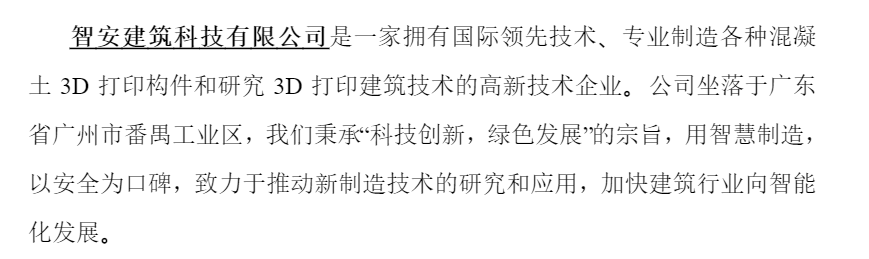 智安建筑科技有限公司是一家拥有国际领先技术、专业制造各种混凝
土 3D 打印构件和研究 3D 打印建筑技术的高新技术企业。公司坐落于广东
省广州市番禺工业区，我们秉承“科技创新，绿色发展”的宗旨，用智慧制造，
以安全为口碑，致力于推动新制造技术的研究和应用，加快建筑行业向智能
化发展。